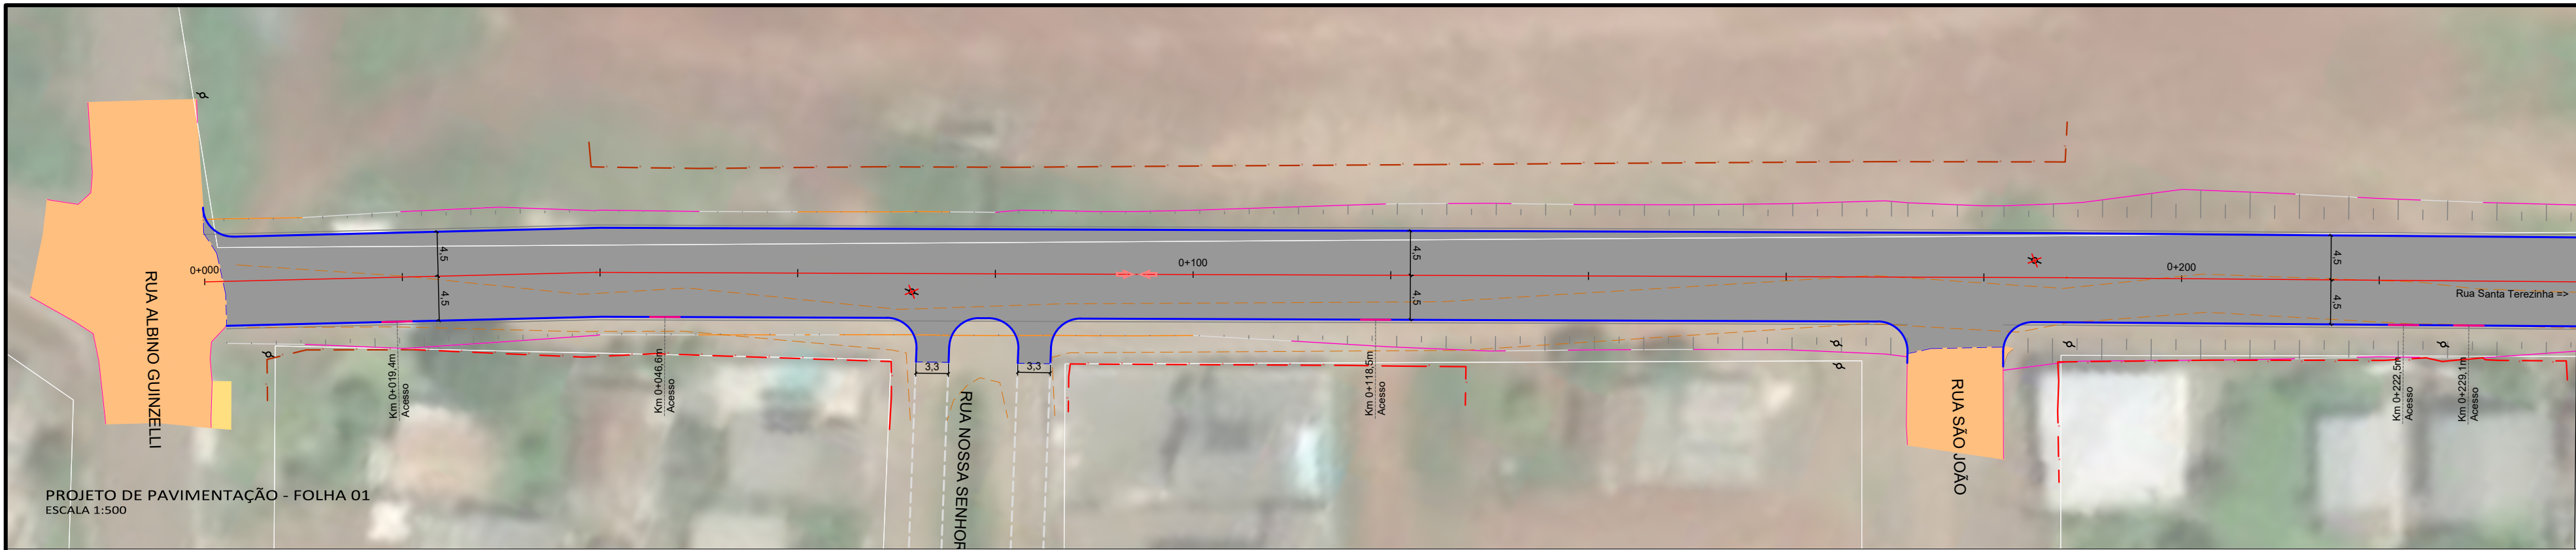 RUA ALBINO GUINZELLI
0+000
4,5
4,5
Km 0+019,4m
Acesso
Km 0+046,6m
Acesso
3,3
3,3
RUA NOSSA SENHOR
0+100
4,5
4,5
Km 0+118,5m
Acesso
RUA SÃO JOÃO
0+200
4,5
4,5
Rua Santa Terezinha =>
Km 0+222,5m
Acesso
Km 0+229,1m
Acesso
PROJETO DE PAVIMENTAÇÃO - FOLHA 01
ESCALA 1:500